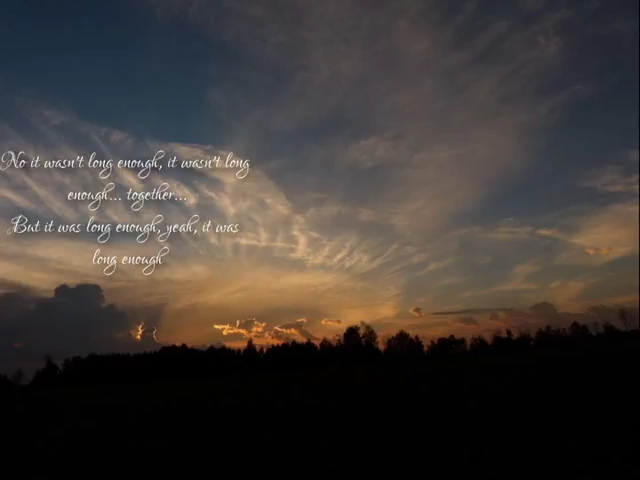 No it wasn't long enough, it wasn't long
enough... together...
But it was long enough, yeah, it was
long enough